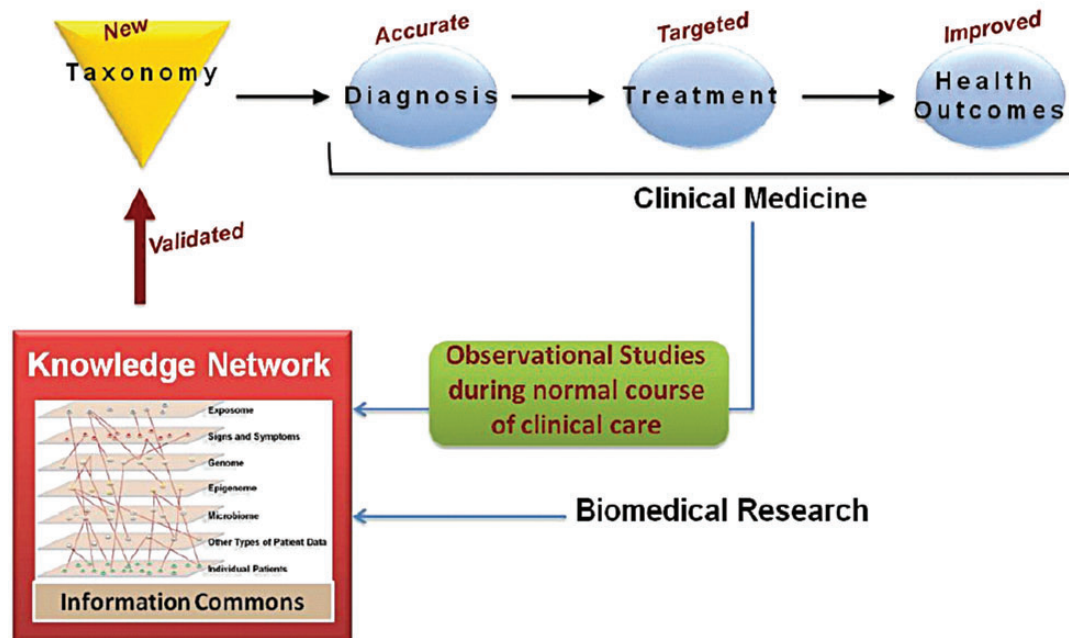 New
Taxonomy
Accurate
Diagnosis
Targeted
Treatment
Improved
Health
Outcomes
Clinical Medicine
Validated
Knowledge Network
Exposome
Signs and Symptoms
Genome
Epigenome
Microbiome
Other Types of Patient Data
Individual Patients
Information Commons
Observational Studies
during normal course
of clinical care
Biomedical Research